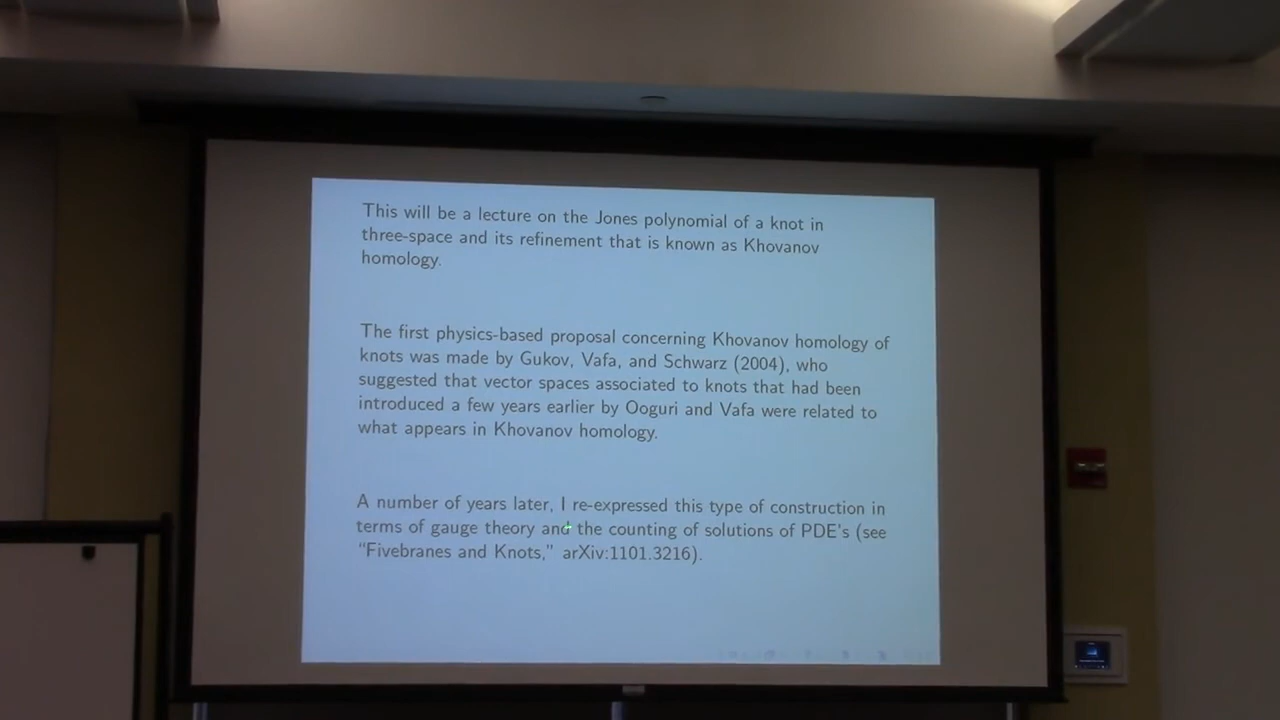 This will be a lecture on the Jones polynomial of a knot in
three-space and its refinement that is known as Khovanov
homology.
The first physics-based proposal concerning Khovanov homology of
knots was made by Gukov, Vafa, and Schwarz (2004), who
suggested that vector spaces associated to knots that had been
introduced a few years earlier by Ooguri and Vafa were related to
what appears in Khovanov homology.
A number of years later, I re-expressed this type of construction in
terms of gauge theory and the counting of solutions of PDE's (see
"Fivebranes and Knots," arXiv:1101.3216).